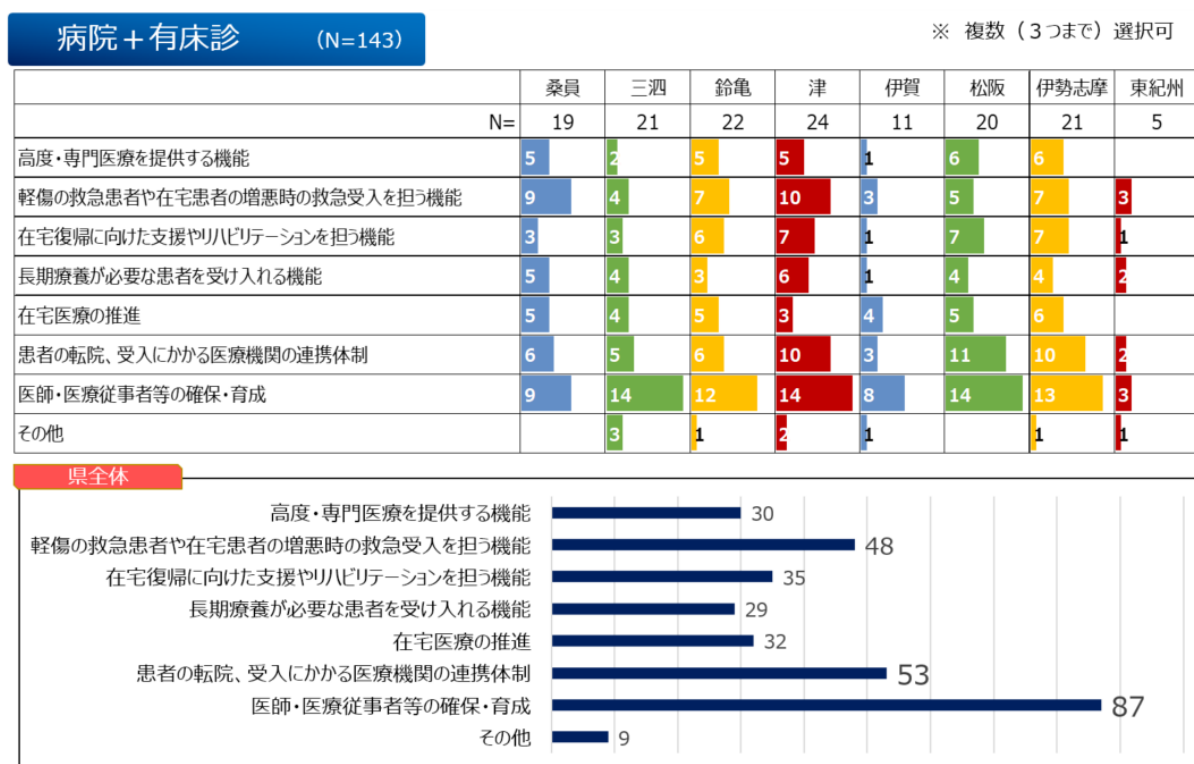 病院＋有床診 (N=143)
※ 複数（３つまで）選択可
桑員 三泗 鈴亀 津 伊賀 松阪 伊勢志摩 東紀州
N= 19 21 22 24 11 20 21 5
高度・専門医療を提供する機能 5 2 5 5 1 6 6
軽傷の救急患者や在宅患者の増悪時の救急受入を担う機能 9 4 7 10 3 5 7 3
在宅復帰に向けた支援やリハビリテーションを担う機能 3 3 6 7 1 7 7 1
長期療養が必要な患者を受け入れる機能 5 4 3 6 1 4 4 2
在宅医療の推進 5 4 5 3 4 5 6
患者の転院、受入にかかる医療機関の連携体制 6 5 6 10 3 11 10 2
医師・医療従事者等の確保・育成 9 14 12 14 8 14 13 3
その他 3 1 2 1 1 1
県全体
高度・専門医療を提供する機能 30
軽傷の救急患者や在宅患者の増悪時の救急受入を担う機能 48
在宅復帰に向けた支援やリハビリテーションを担う機能 35
長期療養が必要な患者を受け入れる機能 29
在宅医療の推進 32
患者の転院、受入にかかる医療機関の連携体制 53
医師・医療従事者等の確保・育成 87
その他 9